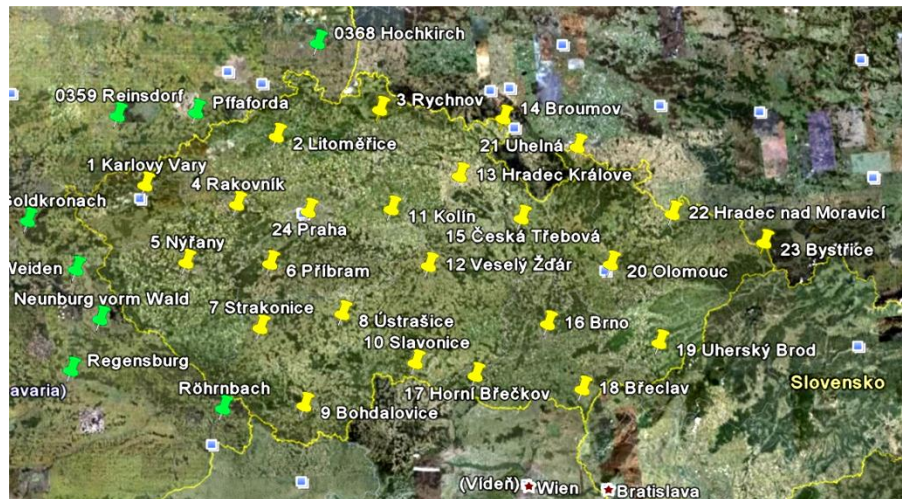 0368 Hochkirch
0359 Reinsdorf
Pffaforda
3 Rychnov
14 Broumov
2 Litoměřice
21 Uhelná
1 Karlový Vary
4 Rakovník
13 Hradec Králove
Goldkronach
24 Praha
11 Kolín
22 Hradec nad Moravicí
15 Česká Třebová
5 Nýřany
23 Bystřice
Weiden
6 Příbram
12 Veselý Žďár
20 Olomouc
Neunburg vorm Wald
7 Strakonice
8 Ústrašice
16 Brno
10 Slavonice
19 Uherský Brod
Regensburg
Röhrnbach
17 Horní Břečkov
18 Břeclav
Slovensko
avaria)
9 Bohdalovice
(Vídeň) Wien
Bratislava